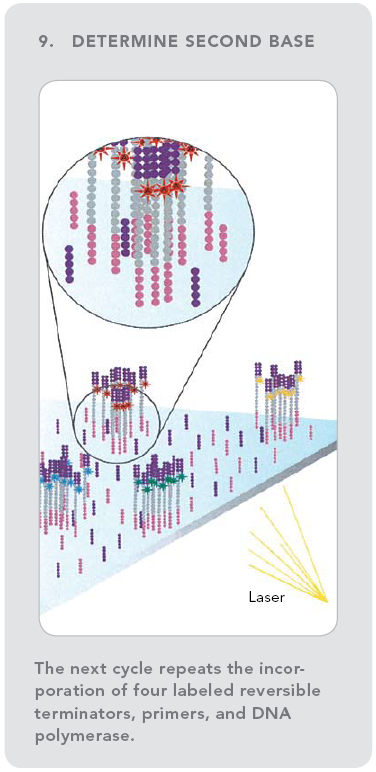 9. DETERMINE SECOND BASE
Laser
The next cycle repeats the incor-
poration of four labeled reversible
terminators, primers, and DNA
polymerase.